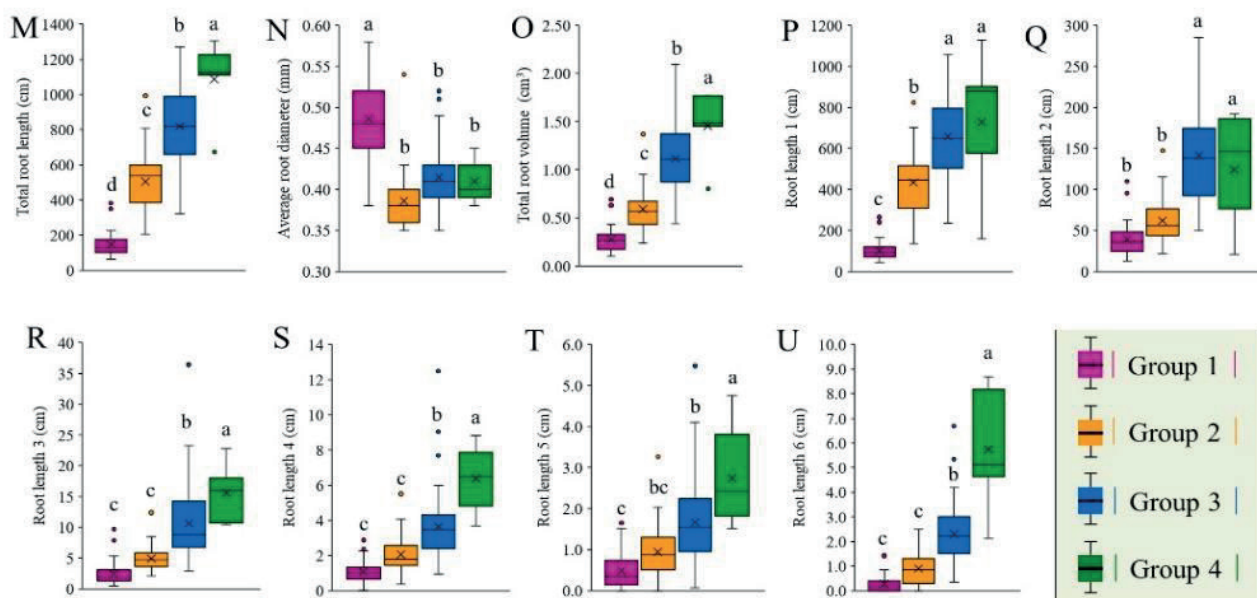 M
Total root length (cm)
1400
1200
1000
800
600
400
200
0
d
c
b
a
N
Average root diameter (mm)
0.60
0.55
0.50
0.45
0.40
0.35
0.30
a
b
b
b
O
Total root volume (cm³)
2.50
2.00
1.50
1.00
0.50
0.00
d
c
b
a
P
Root length 1 (cm)
1200
1000
800
600
400
200
0
c
b
a
a
Q
Root length 2 (cm)
300
250
200
150
100
50
0
b
b
a
a
R
Root length 3 (cm)
40
35
30
25
20
15
10
5
0
c
c
b
a
S
Root length 4 (cm)
14
12
10
8
6
4
2
0
c
c
b
a
T
Root length 5 (cm)
6.0
5.0
4.0
3.0
2.0
1.0
0.0
c
bc
b
a
U
Root length 6 (cm)
10.0
9.0
8.0
7.0
6.0
5.0
4.0
3.0
2.0
1.0
0.0
c
c
b
a
Group 1
Group 2
Group 3
Group 4